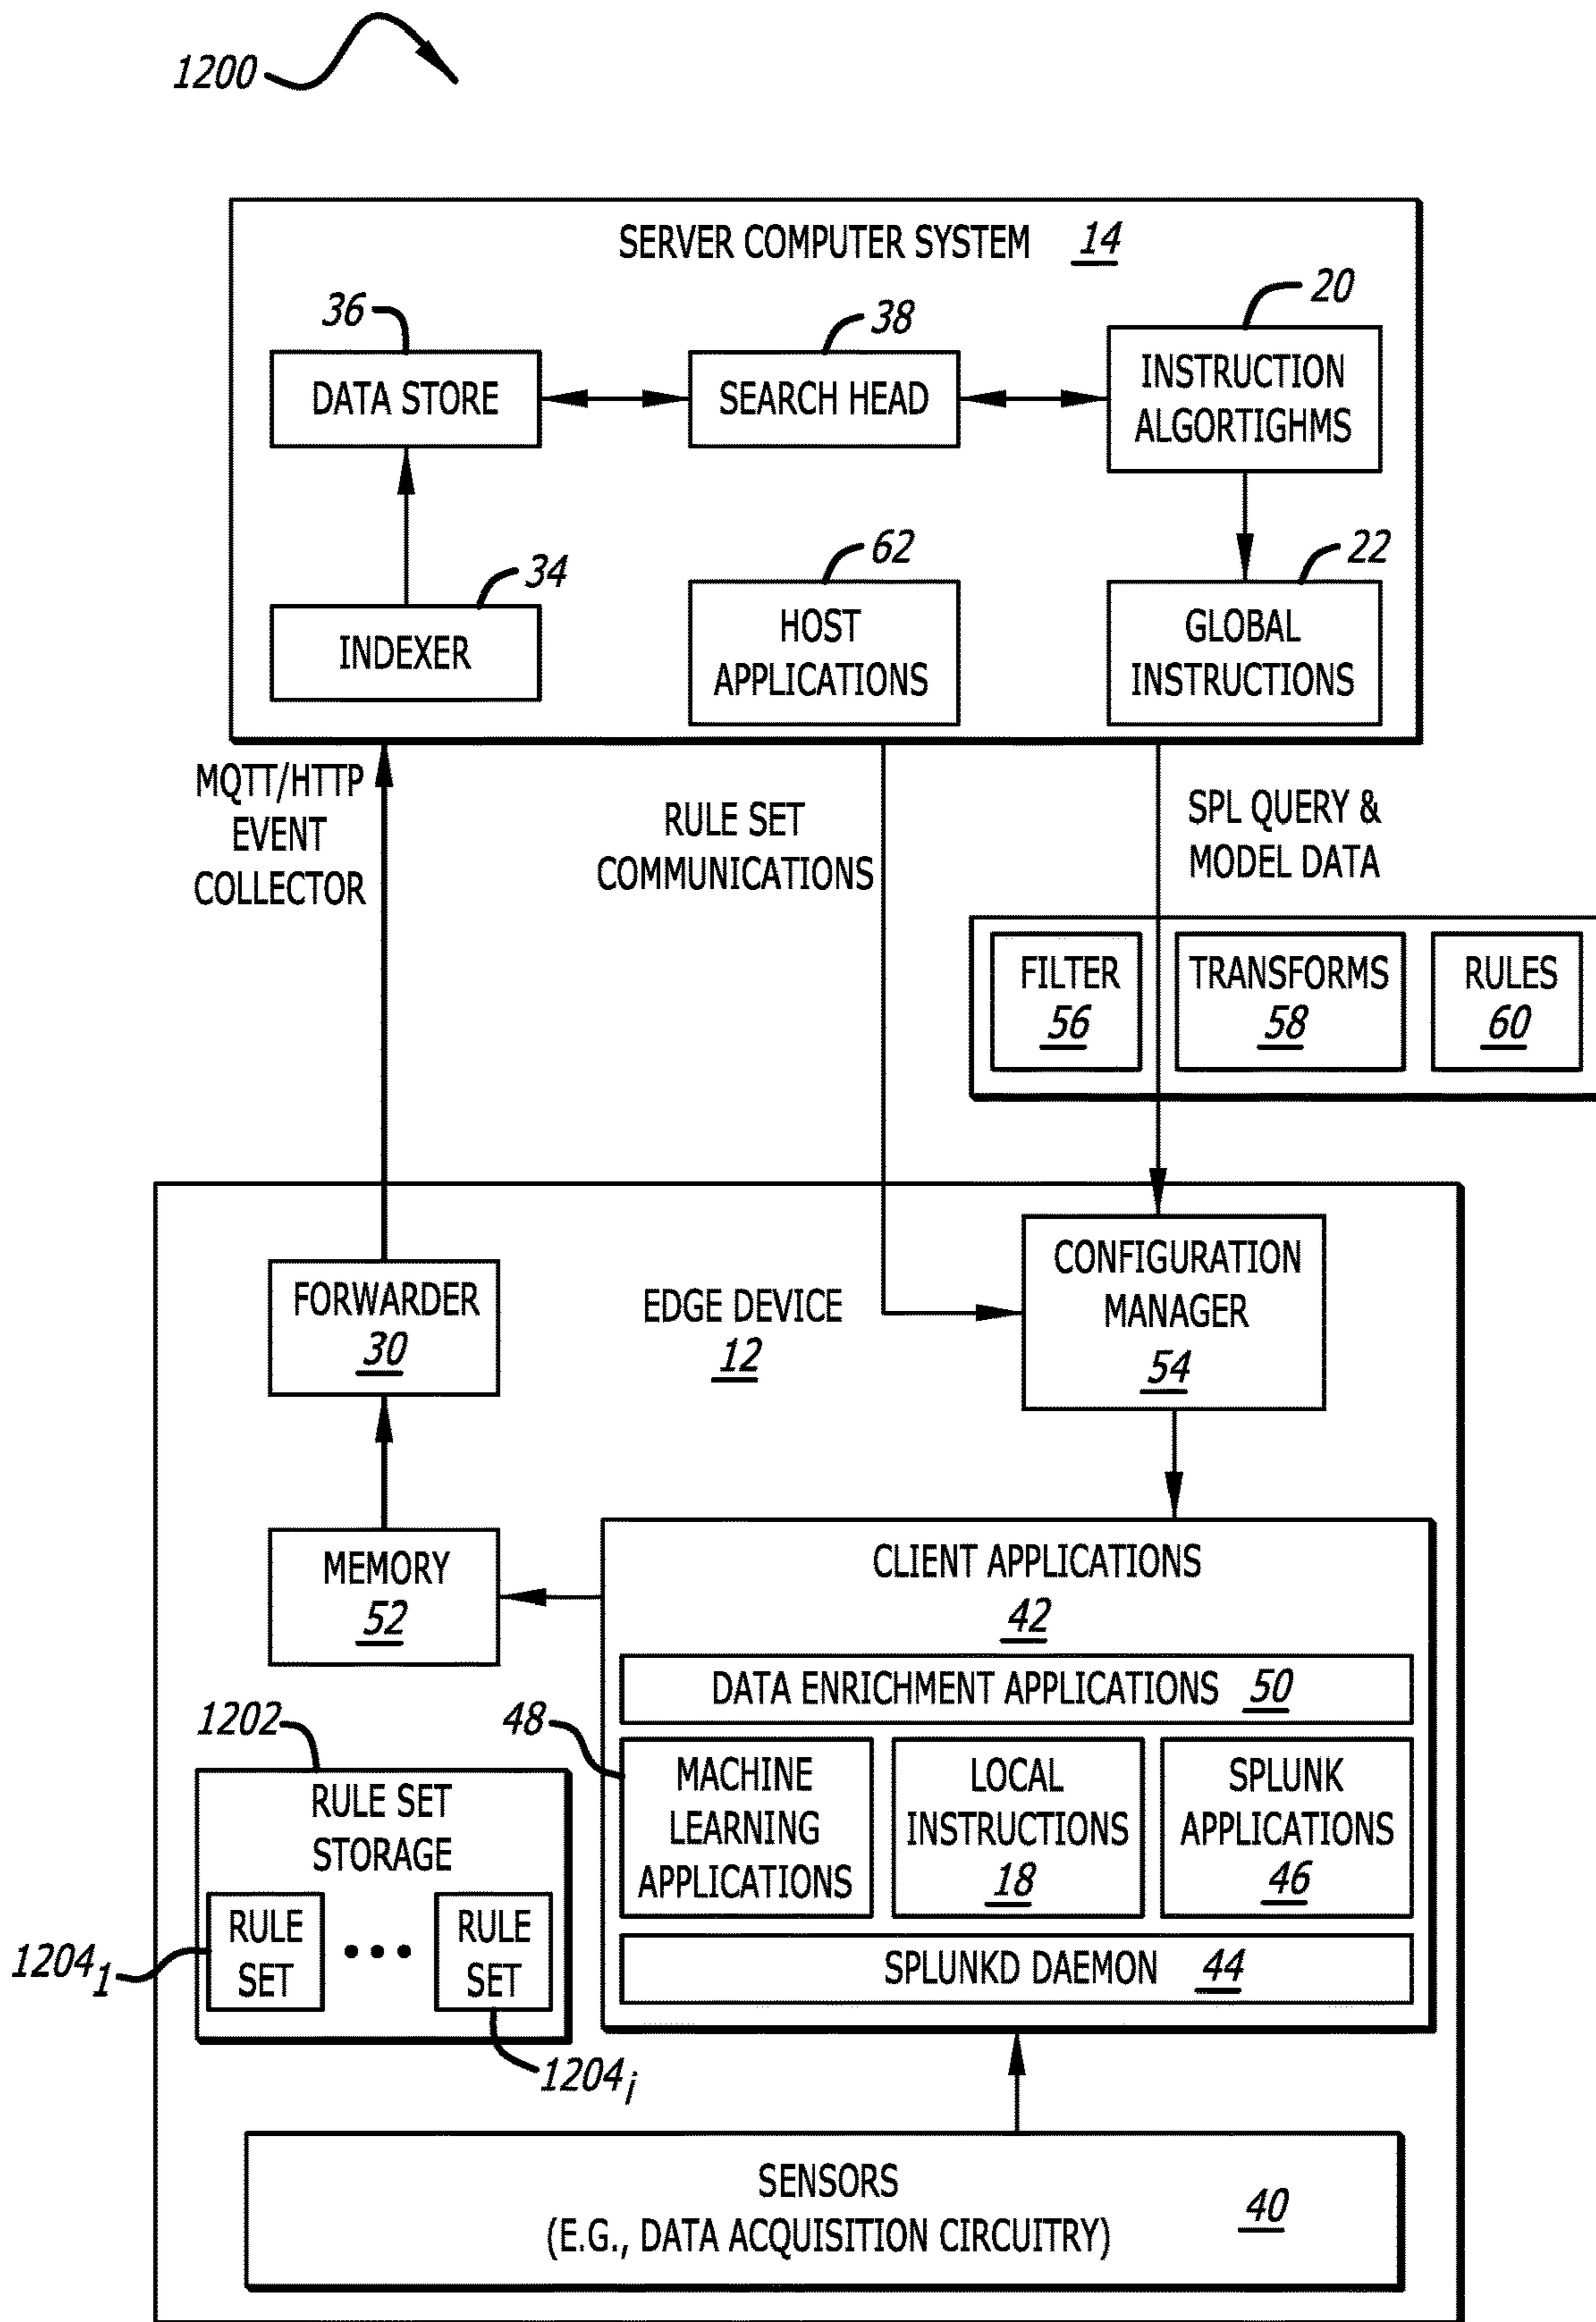 1200
SERVER COMPUTER SYSTEM 14
36
38
20
DATA STORE
SEARCH HEAD
INSTRUCTION
ALGORTIGHMS
34
62
22
INDEXER
HOST
APPLICATIONS
GLOBAL
INSTRUCTIONS
MQTT/HTTP
EVENT
COLLECTOR
RULE SET
COMMUNICATIONS
SPL QUERY &
MODEL DATA
FILTER
56
TRANSFORMS
58
RULES
60
FORWARDER
30
EDGE DEVICE
12
CONFIGURATION
MANAGER
54
MEMORY
52
CLIENT APPLICATIONS
42
DATA ENRICHMENT APPLICATIONS 50
48
MACHINE
LEARNING
APPLICATIONS
LOCAL
INSTRUCTIONS
18
SPLUNK
APPLICATIONS
46
SPLUNKD DAEMON 44
1202
RULE SET
STORAGE
RULE
SET
•••
RULE
SET
1204₁
1204ᵢ
SENSORS
(E.G., DATA ACQUISITION CIRCUITRY)
40